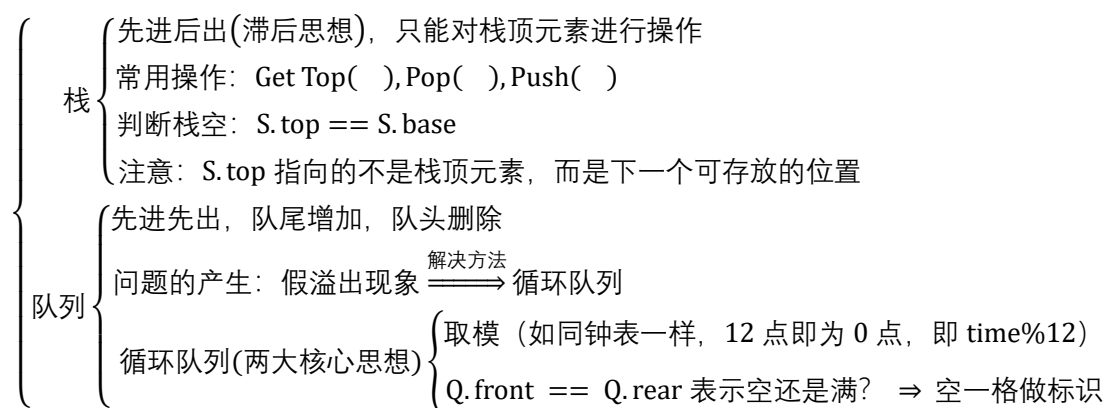 先进后出(滞后思想)，只能对栈顶元素进行操作
常用操作：Get Top( ), Pop( ), Push( )
栈
判断栈空：S. top == S. base
注意：S. top 指向的不是栈顶元素，而是下一个可存放的位置
先进先出，队尾增加，队头删除
解决方法
问题的产生：假溢出现象 ⟹ 循环队列
队列
取模（如同钟表一样，12 点即为 0 点，即 time%12）
循环队列(两大核心思想)
Q. front == Q. rear 表示空还是满？ ⇒ 空一格做标识